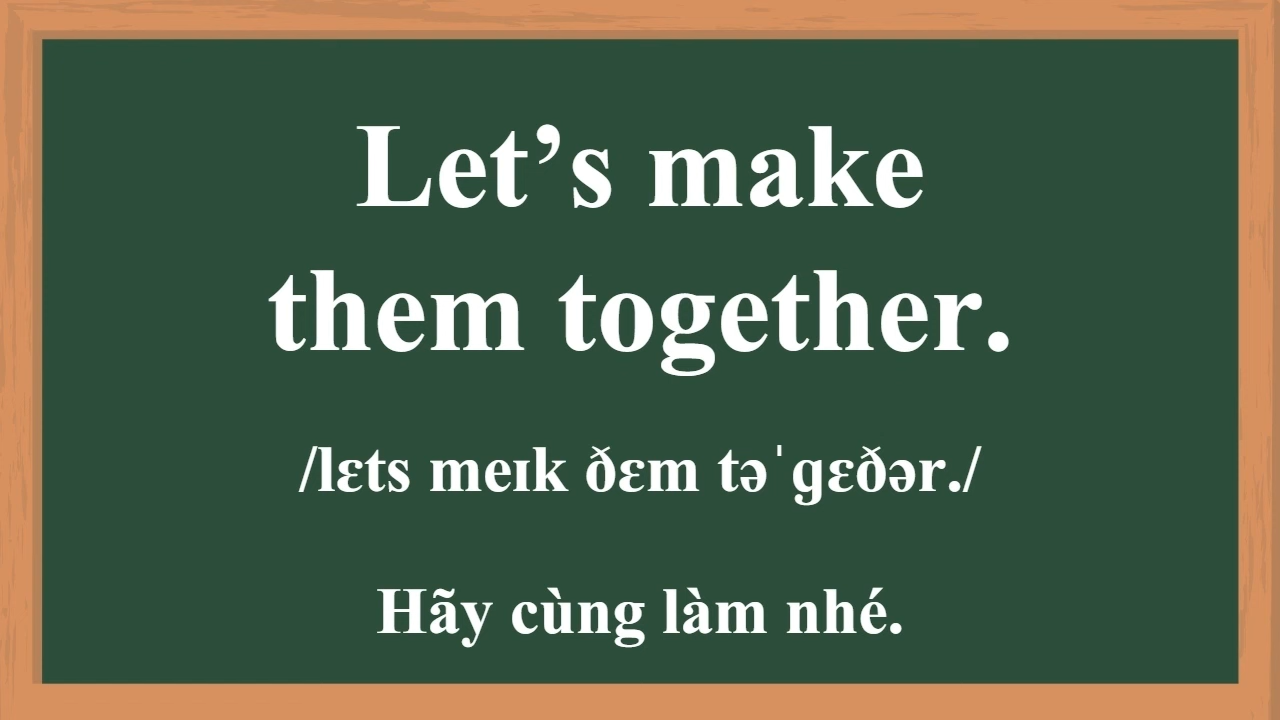 Let’s make
them together.
/lɛts meɪk ðɛm təˈɡɛðər./
Hãy cùng làm nhé.